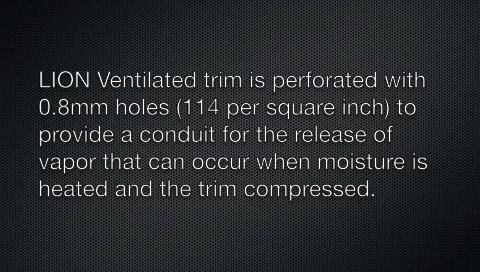 LION Ventilated trim is perforated with
0.8mm holes (114 per square inch) to
provide a conduit for the release of
vapor that can occur when moisture is
heated and the trim compressed.